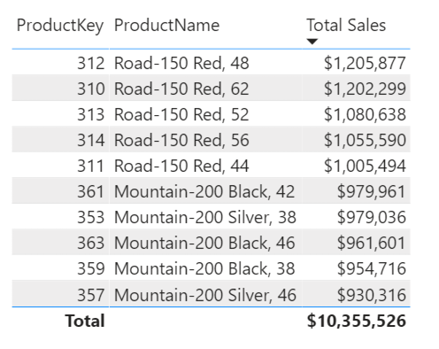 ProductKey ProductName Total Sales
312 Road-150 Red, 48 $1,205,877
310 Road-150 Red, 62 $1,202,299
313 Road-150 Red, 52 $1,080,638
314 Road-150 Red, 56 $1,055,590
311 Road-150 Red, 44 $1,005,494
361 Mountain-200 Black, 42 $979,961
353 Mountain-200 Silver, 38 $979,036
363 Mountain-200 Black, 46 $961,601
359 Mountain-200 Black, 38 $954,716
357 Mountain-200 Silver, 46 $930,316
Total $10,355,526